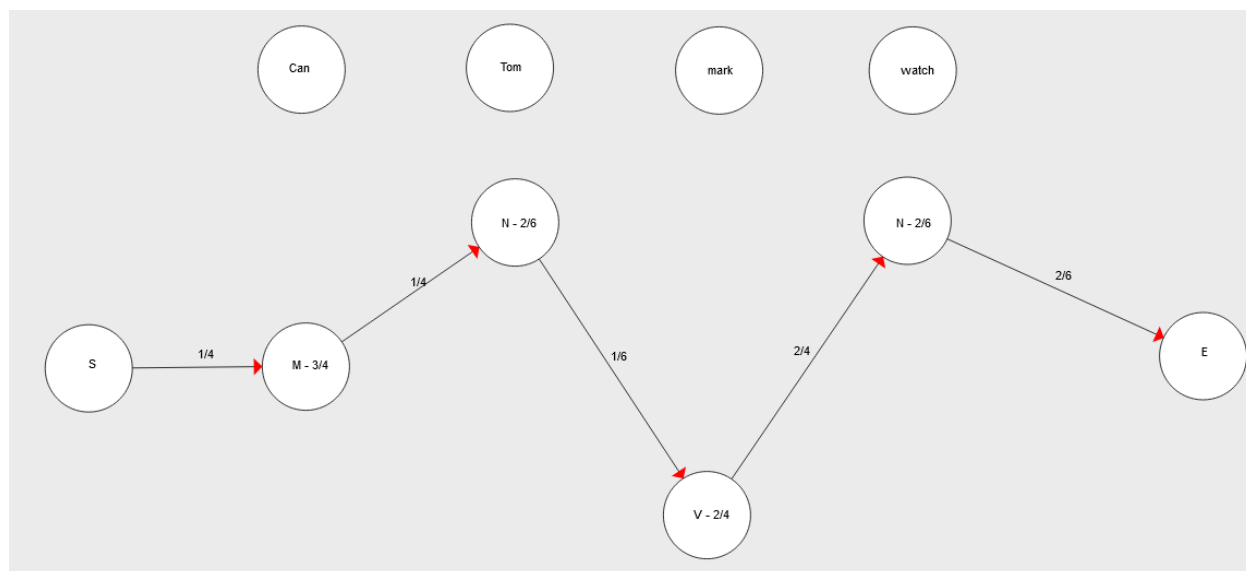 Can
Tom
mark
watch
N - 2/6
N - 2/6
1/4
2/6
1/4
S
M - 3/4
1/6
2/4
E
V - 2/4